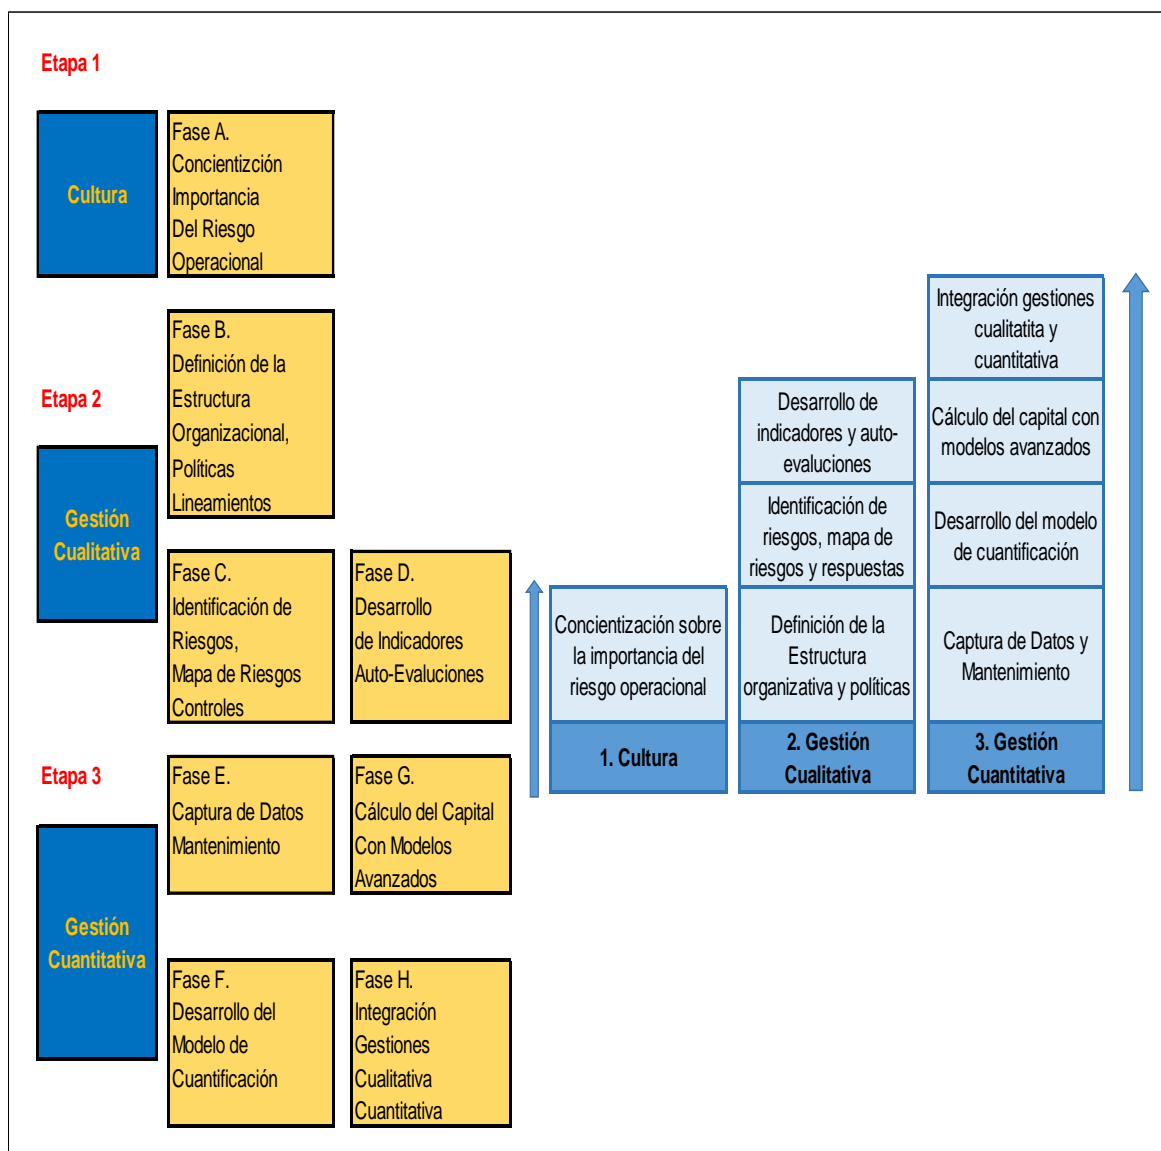 Etapa 1
Cultura
Fase A.
Concientizción
Importancia
Del Riesgo
Operacional
Etapa 2
Gestión
Cualitativa
Fase B.
Definición de la
Estructura
Organizacional,
Políticas
Lineamientos
Fase C.
Identificación de
Riesgos,
Mapa de Riesgos
Controles
Fase D.
Desarrollo
de Indicadores
Auto-Evaluciones
Etapa 3
Gestión
Cuantitativa
Fase E.
Captura de Datos
Mantenimiento
Fase G.
Cálculo del Capital
Con Modelos
Avanzados
Fase F.
Desarrollo del
Modelo de
Cuantificación
Fase H.
Integración
Gestiones
Cualitativa
Cuantitativa
Concientización sobre
la importancia del
riesgo operacional
1. Cultura
Desarrollo de
indicadores y auto-
evaluciones
Identificación de
riesgos, mapa de
riesgos y respuestas
Definición de la
Estructura
organizativa y políticas
2. Gestión
Cualitativa
Integración gestiones
cualitatita y
cuantitativa
Cálculo del capital con
modelos avanzados
Desarrollo del modelo
de cuantificación
Captura de Datos y
Mantenimiento
3. Gestión
Cuantitativa